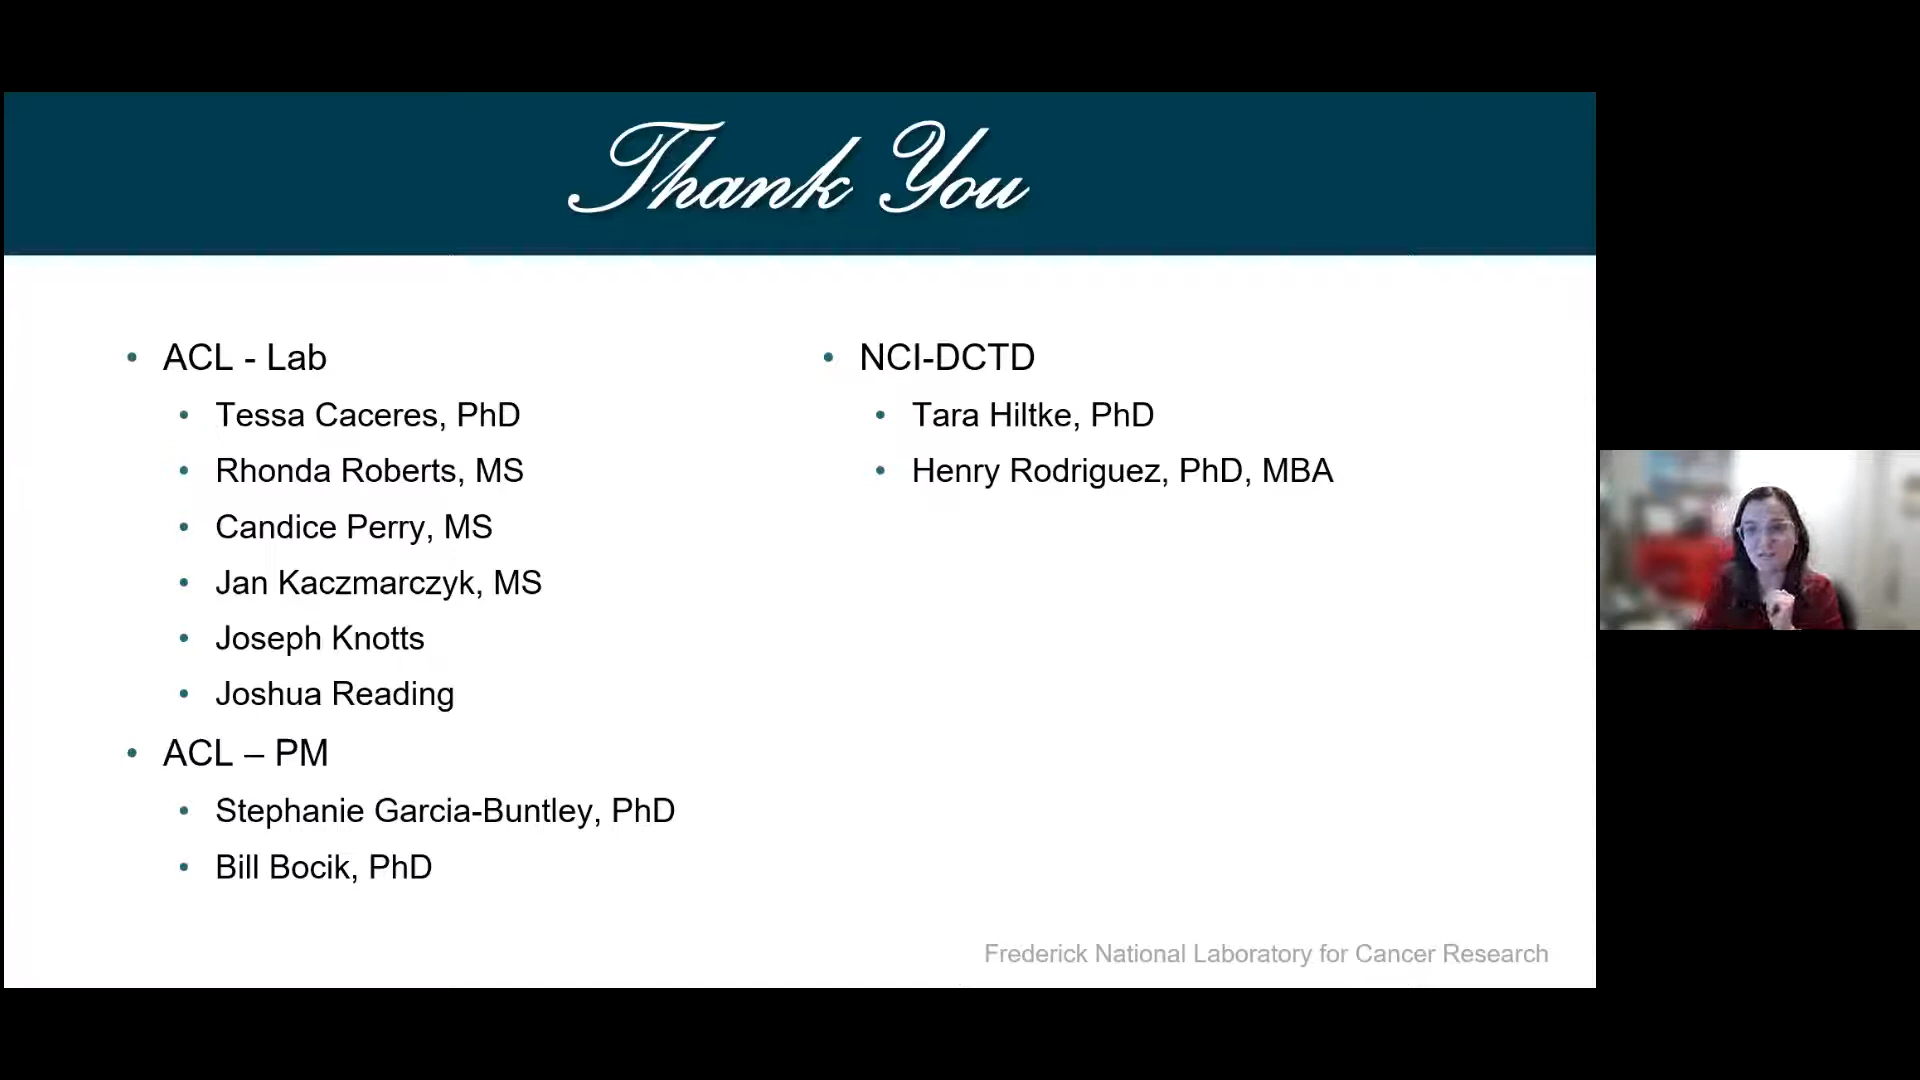 Thank You
• ACL - Lab
• Tessa Caceres, PhD
• Rhonda Roberts, MS
• Candice Perry, MS
• Jan Kaczmarczyk, MS
• Joseph Knotts
• Joshua Reading
• ACL – PM
• Stephanie Garcia-Buntley, PhD
• Bill Bocik, PhD
• NCI-DCTD
• Tara Hiltke, PhD
• Henry Rodriguez, PhD, MBA
Frederick National Laboratory for Cancer Research